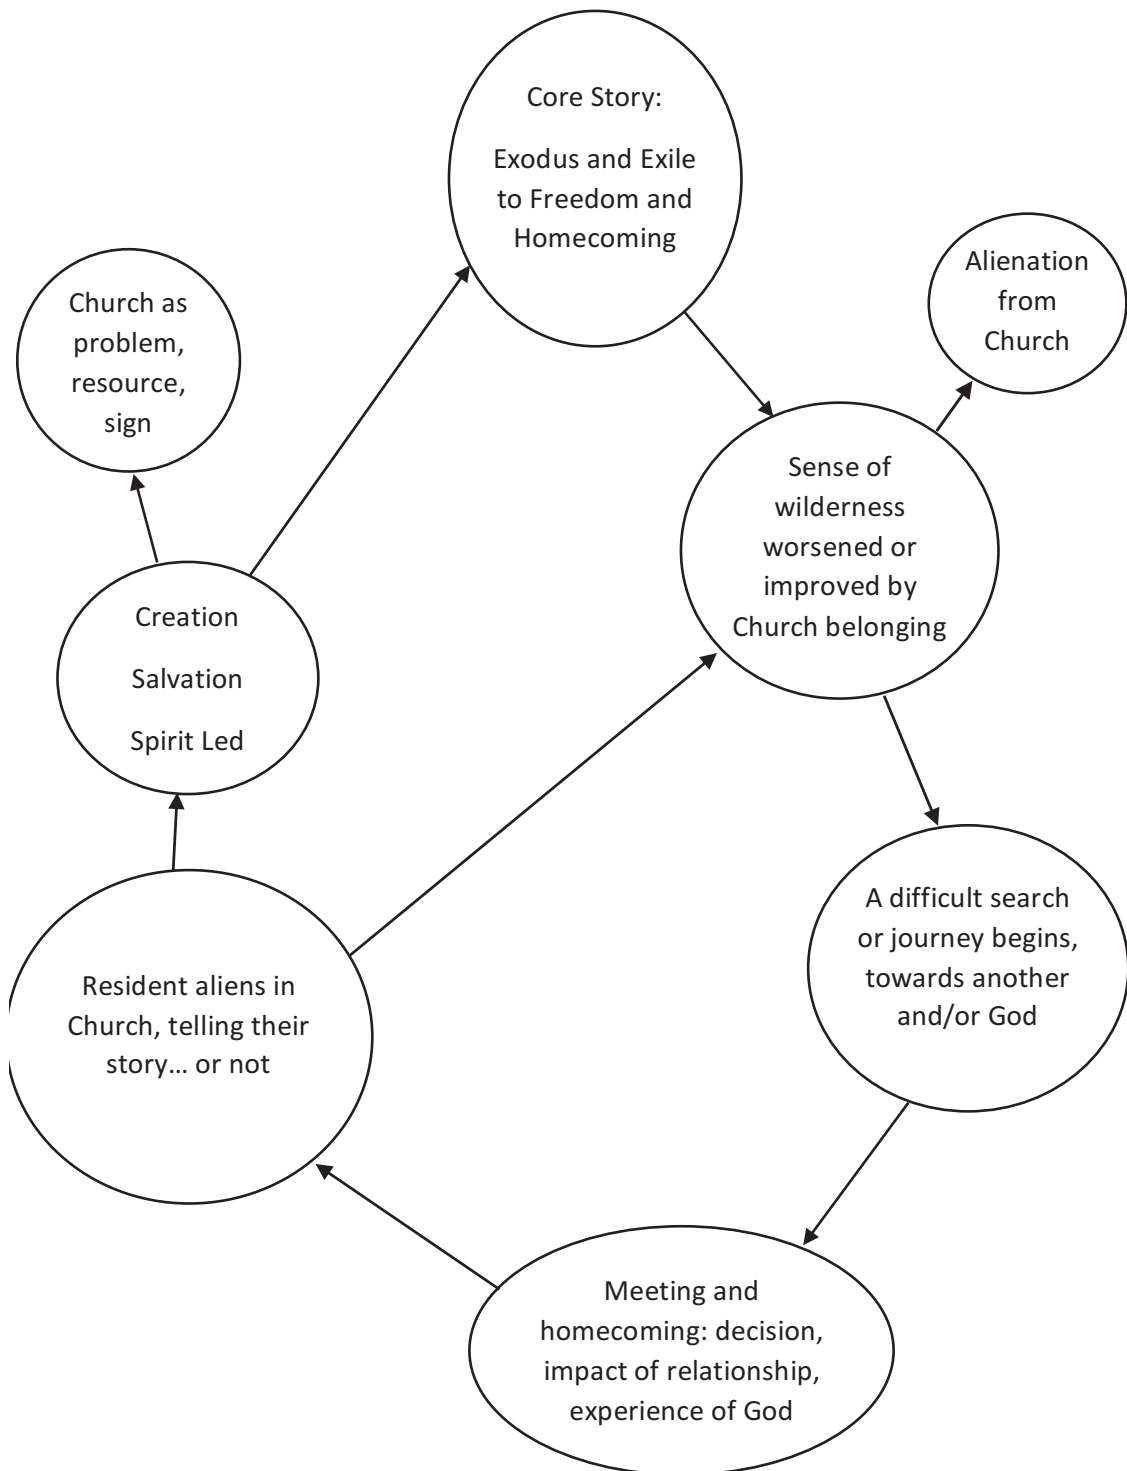 Core Story:
Exodus and Exile
to Freedom and
Homecoming
Alienation
from
Church
Church as
problem,
resource,
sign
Sense of
wilderness
worsened or
improved by
Church belonging
Creation
Salvation
Spirit Led
A difficult search
or journey begins,
towards another
and/or God
Resident aliens in
Church, telling their
story... or not
Meeting and
homecoming: decision,
impact of relationship,
experience of God